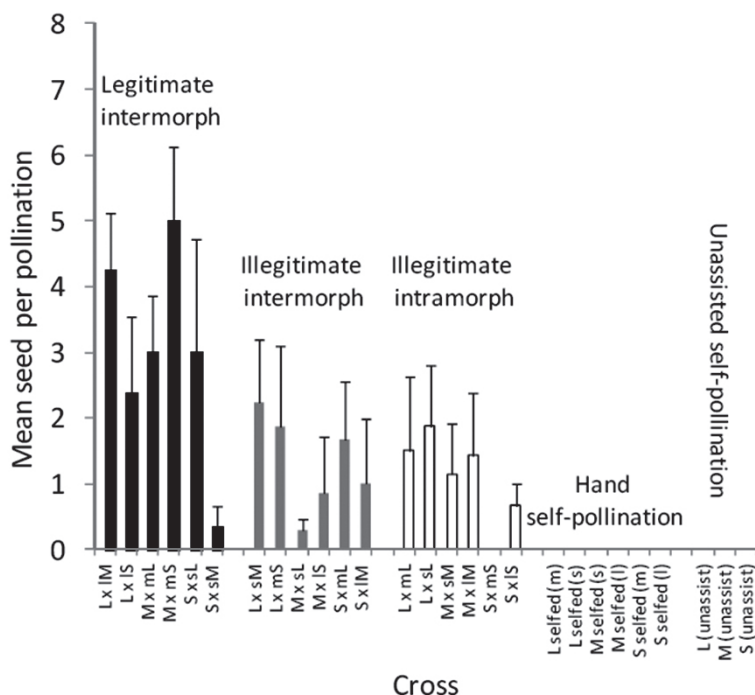 8
7
6
5
4
3
2
1
0
Mean seed per pollination
Legitimate
intermorph
Illegitimate
intermorph
Illegitimate
intramorph
Hand
self-pollination
Unassisted self-pollination
L x lM
L x lS
M x mL
M x mS
S x sL
S x sM
L x sM
L x mS
M x sL
M x lS
S x mL
S x lM
L x mL
L x sL
M x sM
M x lM
S x mS
S x lS
L selfed (m)
L selfed (s)
M selfed (s)
M selfed (l)
S selfed (m)
S selfed (l)
L (unassist)
M (unassist)
S (unassist)
Cross